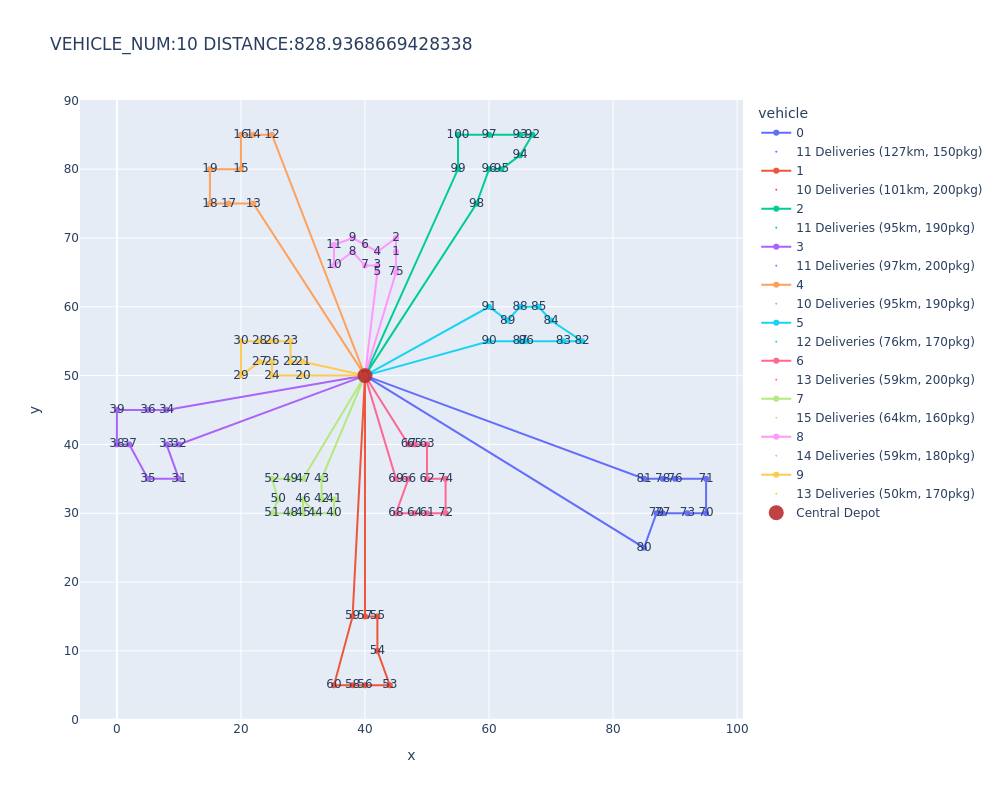 VEHICLE_NUM:10 DISTANCE:828.9368669428338
vehicle
0
11 Deliveries (127km, 150pkg)
1
10 Deliveries (101km, 200pkg)
2
11 Deliveries (95km, 190pkg)
3
11 Deliveries (97km, 200pkg)
4
10 Deliveries (95km, 190pkg)
5
12 Deliveries (76km, 170pkg)
6
13 Deliveries (59km, 200pkg)
7
15 Deliveries (64km, 160pkg)
8
14 Deliveries (59km, 180pkg)
9
13 Deliveries (50km, 170pkg)
Central Depot
90
80
70
60
50
40
30
20
10
0
y
0 20 40 60 80 100
x
16 14 12 100 97 93 92
94
19 15 99 96 95
18 17 13 98
11 9 6 2
8 4 1
10 7 3
5 75
91 88 85
89 84
30 28 26 23 90 87 86 83 82
27 25 22 21
29 24 20
39 36 34
38 37 33 32 67 65 63
35 31 52 49 47 43 69 66 62 74 81 78 76 71
50 46 42 41
51 48 45 44 40 68 64 61 72 79 77 73 70
80
59 57 55
54
60 58 56 53